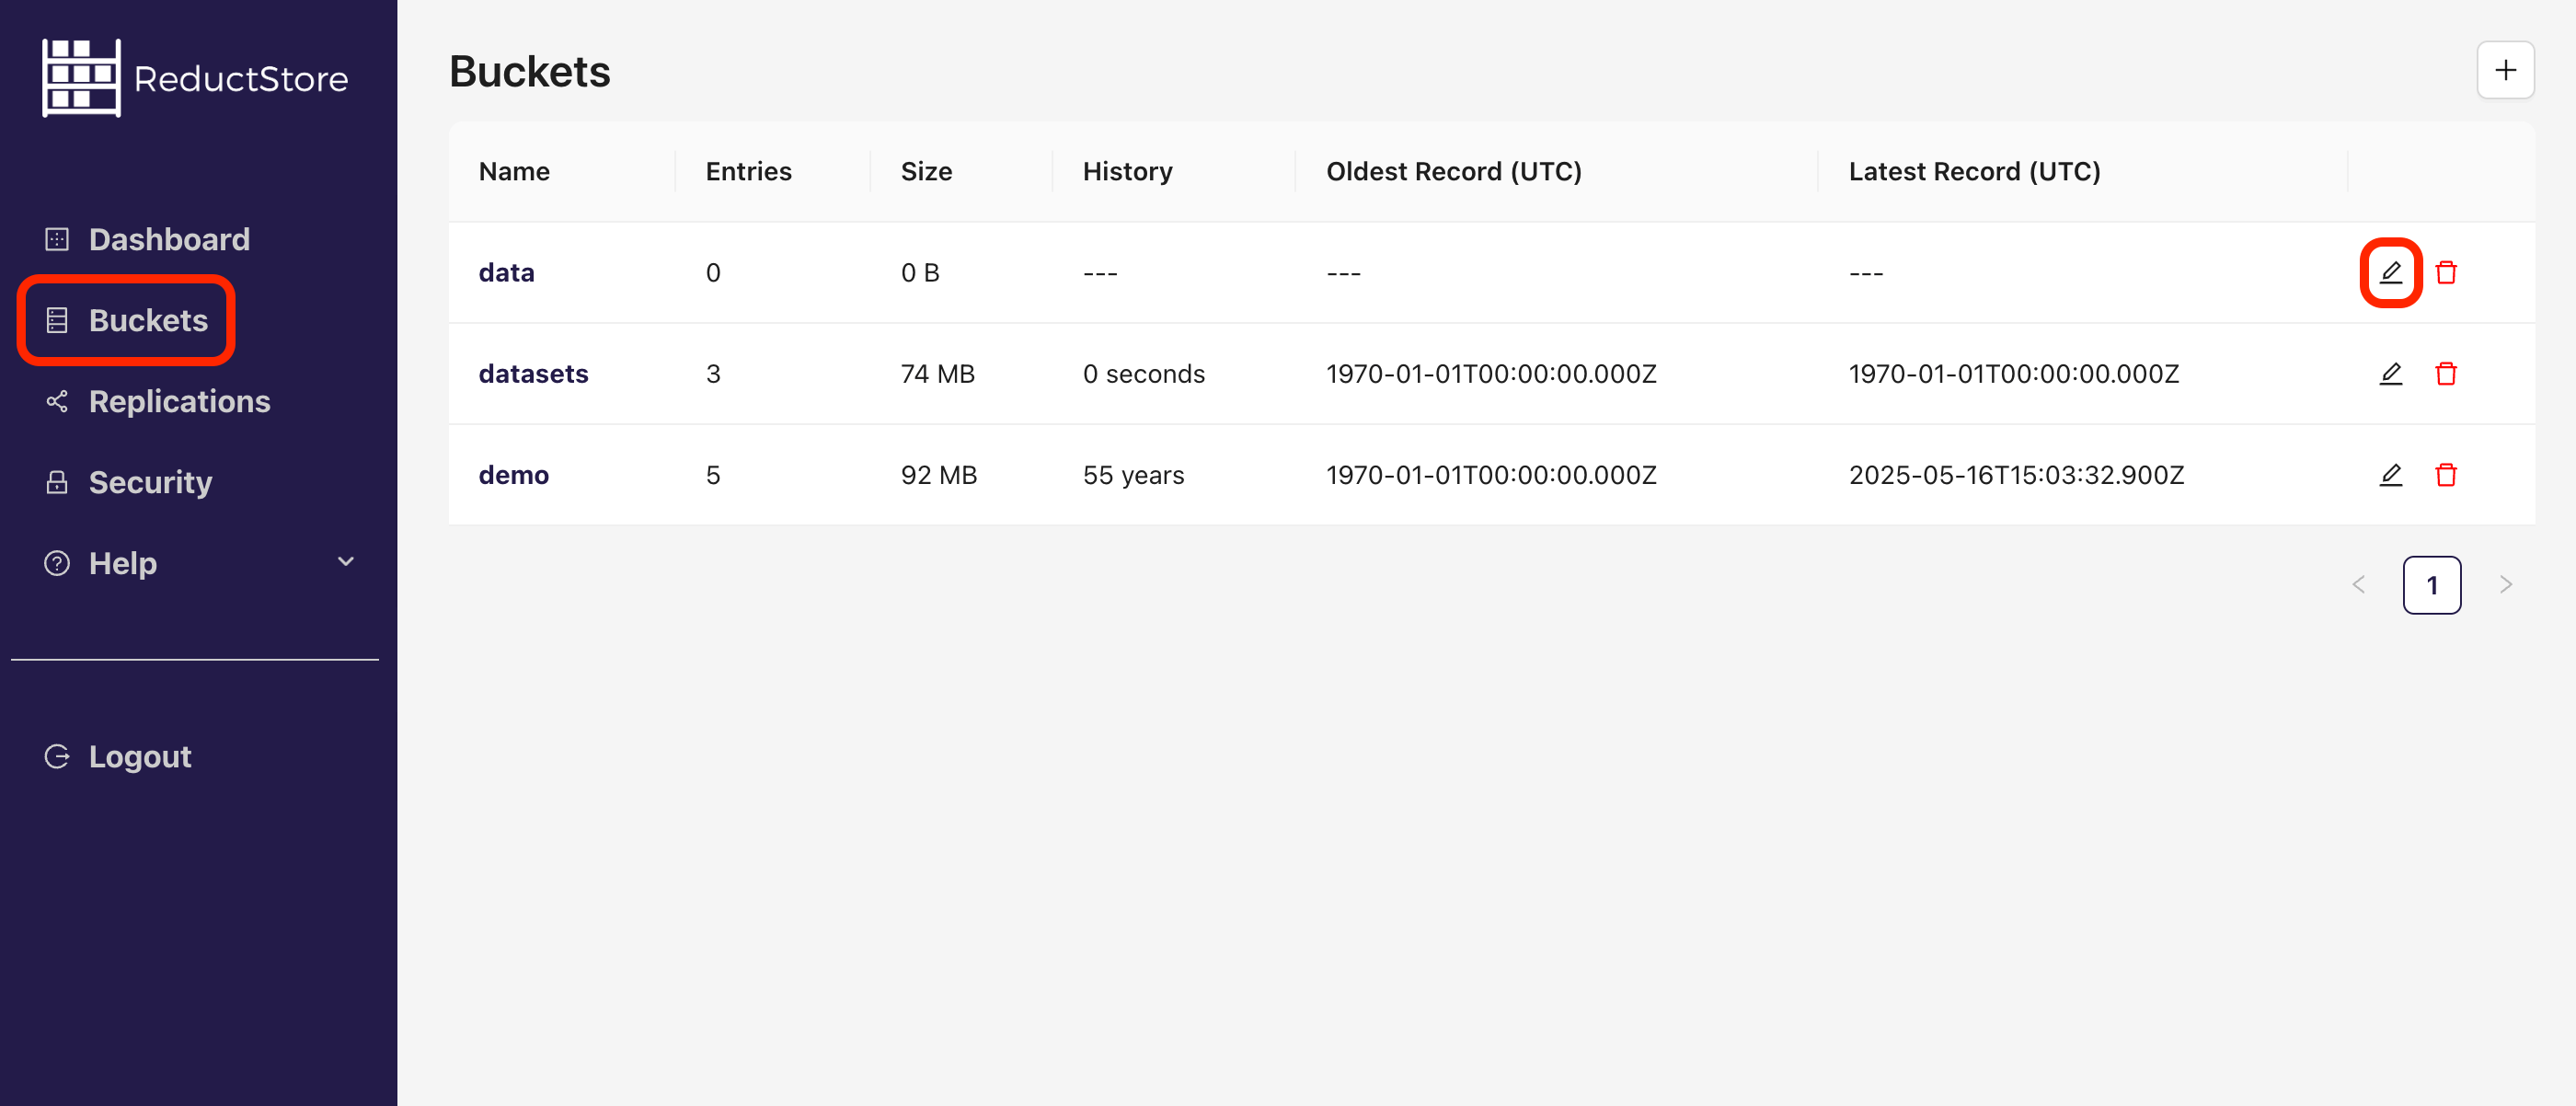 ReductStore
Dashboard
Buckets
Replications
Security
Help
Logout
Buckets
Name Entries Size History Oldest Record (UTC) Latest Record (UTC)
data 0 0 B --- --- ---
datasets 3 74 MB 0 seconds 1970-01-01T00:00:00.000Z 1970-01-01T00:00:00.000Z
demo 5 92 MB 55 years 1970-01-01T00:00:00.000Z 2025-05-16T15:03:32.900Z
1